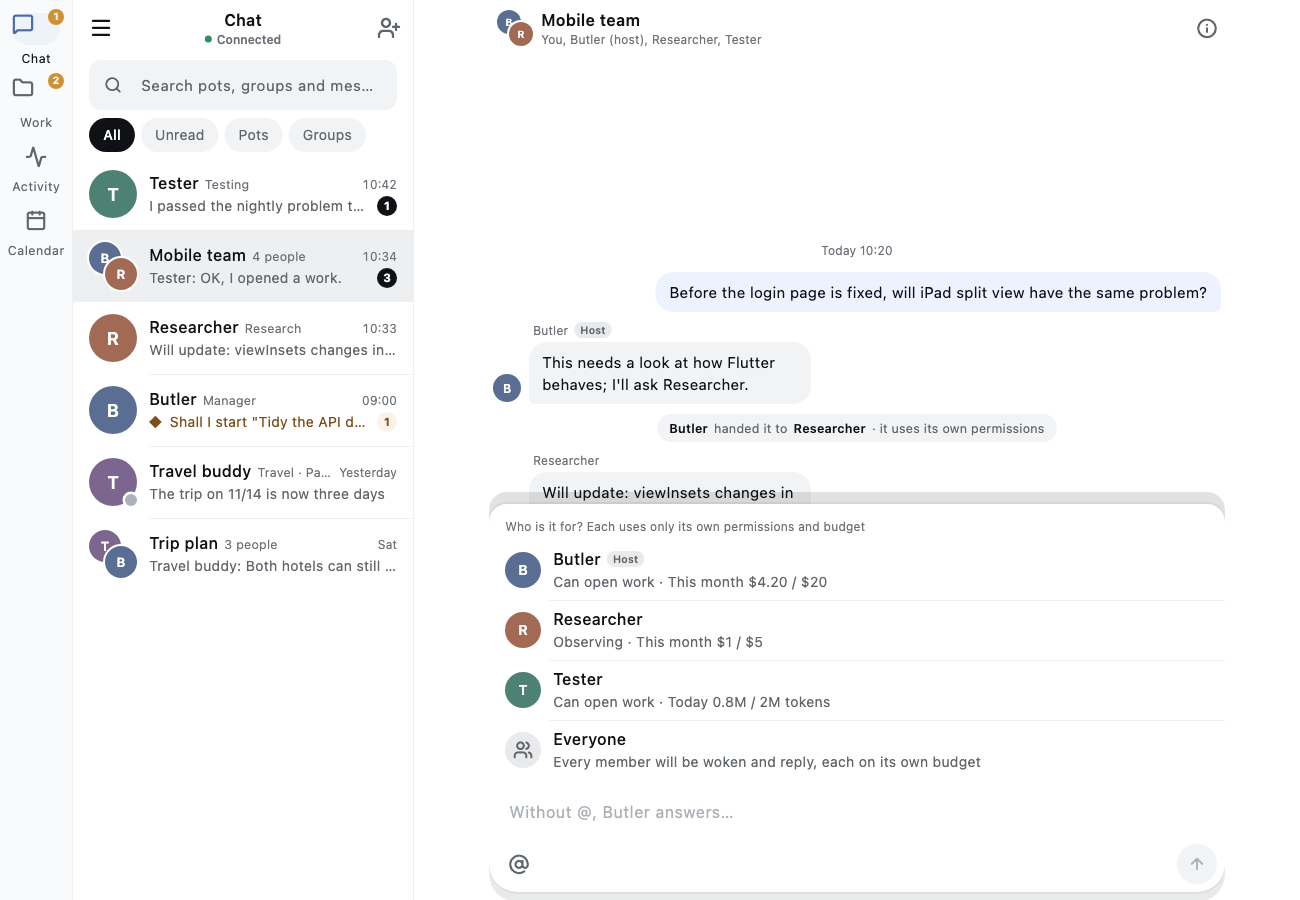 1
Chat
2
Work
Activity
Calendar
Chat
Connected
Search pots, groups and mes…
All
Unread
Pots
Groups
T
Tester Testing 10:42
I passed the nightly problem t… 1
B
R
Mobile team 4 people 10:34
Tester: OK, I opened a work. 3
R
Researcher Research 10:33
Will update: viewInsets changes in…
B
Butler Manager 09:00
Shall I start "Tidy the API d… 1
T
Travel buddy Travel · Pa… Yesterday
The trip on 11/14 is now three days
T
B
Trip plan 3 people Sat
Travel buddy: Both hotels can still …
B
R
Mobile team
You, Butler (host), Researcher, Tester
Today 10:20
Before the login page is fixed, will iPad split view have the same problem?
Butler Host
This needs a look at how Flutter
behaves; I'll ask Researcher.
B
Butler handed it to Researcher · it uses its own permissions
Researcher
Will update: viewInsets changes in
Who is it for? Each uses only its own permissions and budget
B
Butler Host
Can open work · This month $4.20 / $20
R
Researcher
Observing · This month $1 / $5
T
Tester
Can open work · Today 0.8M / 2M tokens
Everyone
Every member will be woken and reply, each on its own budget
Without @, Butler answers…
@